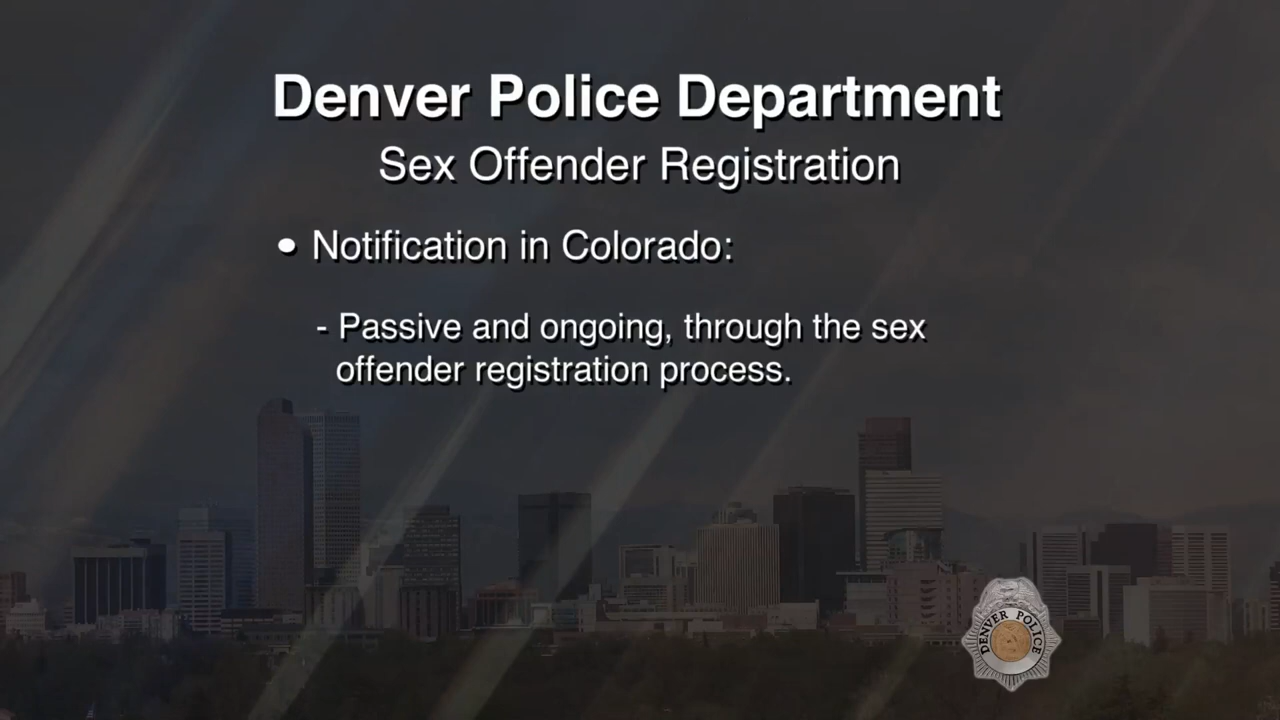 Denver Police Department
Sex Offender Registration
• Notification in Colorado:
- Passive and ongoing, through the sex
offender registration process.
DENVER POLICE